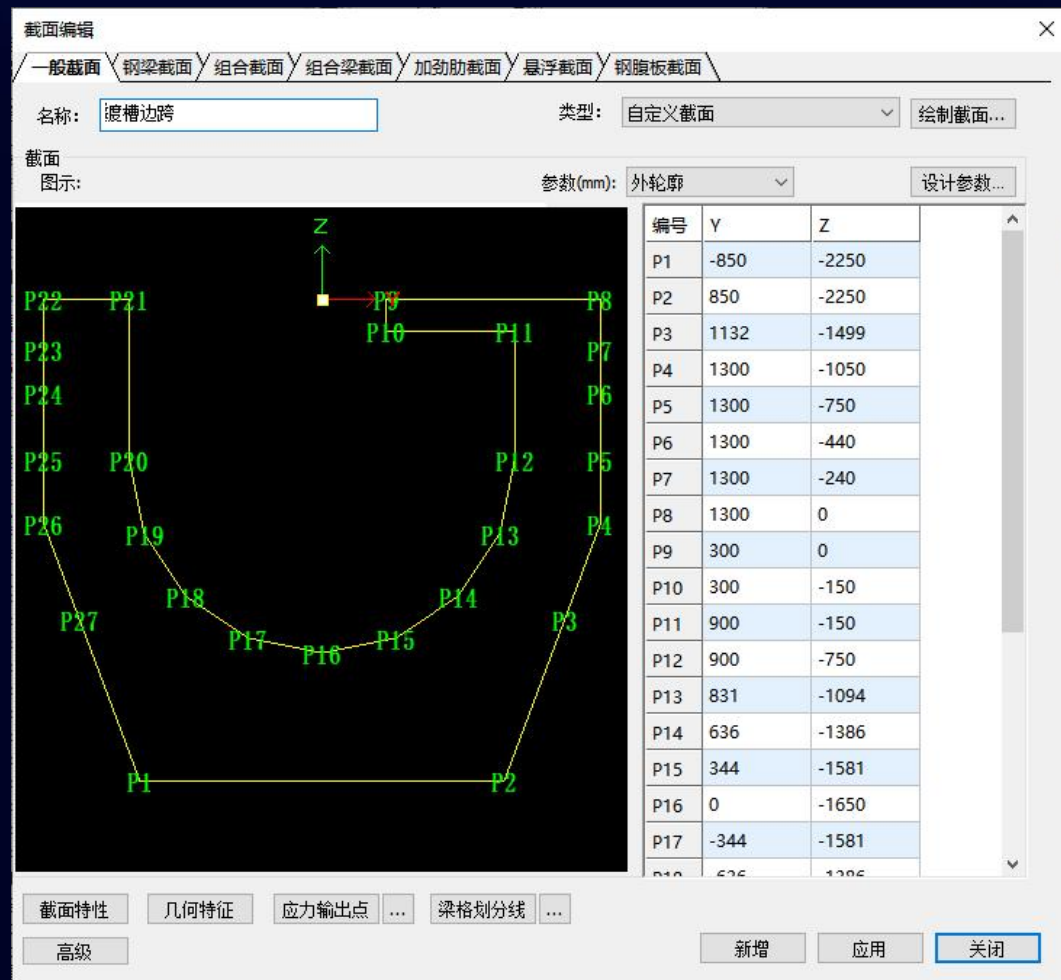 截面编辑
一般截面 钢梁截面 组合截面 组合梁截面 加劲肋截面 悬浮截面 钢腹板截面
名称: 渡槽边跨 类型: 自定义截面 绘制截面...
截面
图示: 参数(mm): 外轮廓 设计参数...
Z
P22 P21 P9 P8
P10 P11
P23 P7
P24 P6
P25 P20 P12 P5
P26 P19 P13 P4
P18 P14
P27 P17 P16 P15 P3
P1 P2
编号 Y Z
P1 -850 -2250
P2 850 -2250
P3 1132 -1499
P4 1300 -1050
P5 1300 -750
P6 1300 -440
P7 1300 -240
P8 1300 0
P9 300 0
P10 300 -150
P11 900 -150
P12 900 -750
P13 831 -1094
P14 636 -1386
P15 344 -1581
P16 0 -1650
P17 -344 -1581
截面特性 几何特征 应力输出点 ... 梁格划分线 ...
高级 新增 应用 关闭